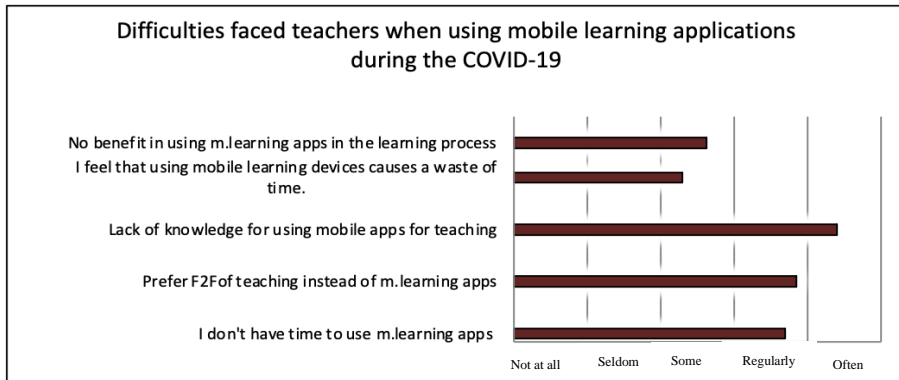 Difficulties faced teachers when using mobile learning applications
during the COVID-19
No benefit in using m.learning apps in the learning process
I feel that using mobile learning devices causes a waste of
time.
Lack of knowledge for using mobile apps for teaching
Prefer F2Fof teaching instead of m.learning apps
I don't have time to use m.learning apps
Not at all Seldom Some Regularly Often